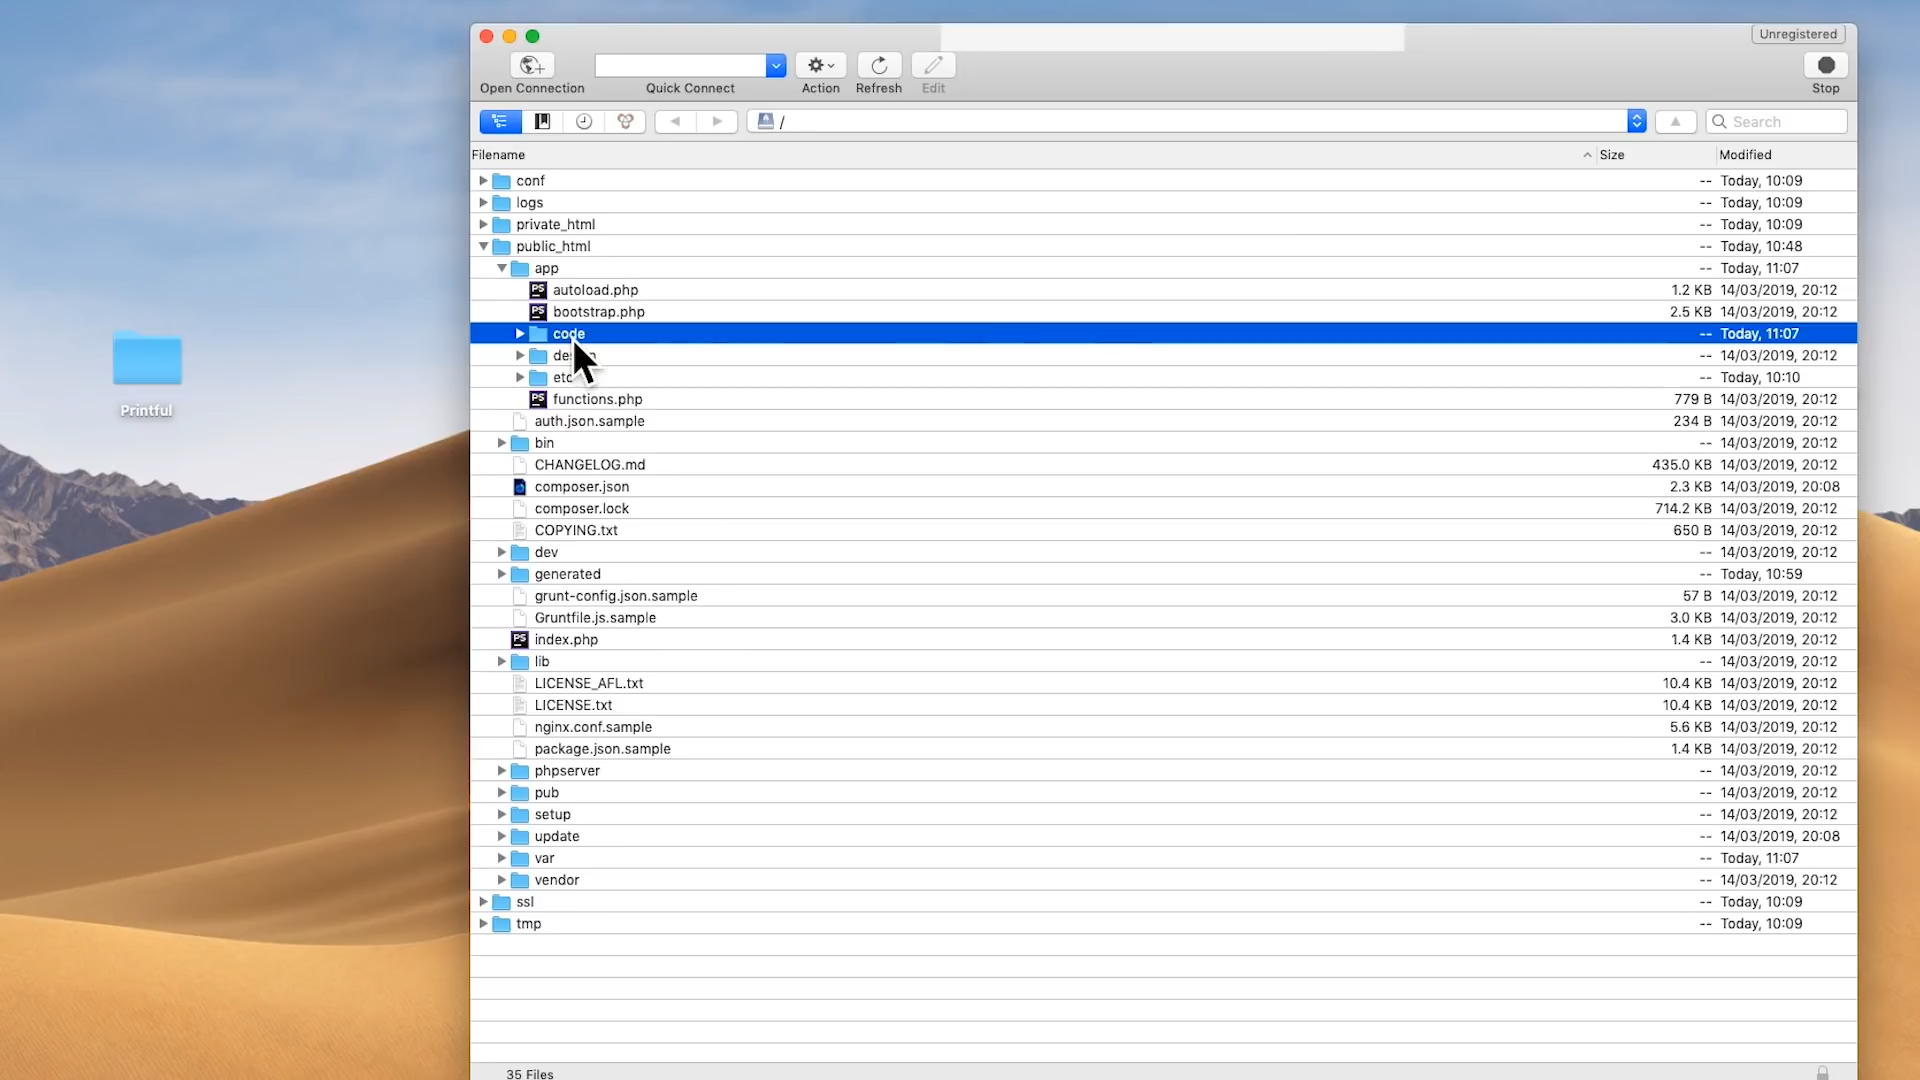 Unregistered
Open Connection
Quick Connect
Action
Refresh
Edit
Stop
/
Search
Filename Size Modified
conf -- Today, 10:09
logs -- Today, 10:09
private_html -- Today, 10:09
public_html -- Today, 10:48
app -- Today, 11:07
PS autoload.php 1.2 KB 14/03/2019, 20:12
PS bootstrap.php 2.5 KB 14/03/2019, 20:12
code -- Today, 11:07
-- 14/03/2019, 20:12
etc -- Today, 10:10
PS functions.php 779 B 14/03/2019, 20:12
auth.json.sample 234 B 14/03/2019, 20:12
bin -- 14/03/2019, 20:12
CHANGELOG.md 435.0 KB 14/03/2019, 20:12
composer.json 2.3 KB 14/03/2019, 20:08
composer.lock 714.2 KB 14/03/2019, 20:12
COPYING.txt 650 B 14/03/2019, 20:12
dev -- 14/03/2019, 20:12
generated -- Today, 10:59
grunt-config.json.sample 57 B 14/03/2019, 20:12
Gruntfile.js.sample 3.0 KB 14/03/2019, 20:12
PS index.php 1.4 KB 14/03/2019, 20:12
lib -- 14/03/2019, 20:12
LICENSE_AFL.txt 10.4 KB 14/03/2019, 20:12
LICENSE.txt 10.4 KB 14/03/2019, 20:12
nginx.conf.sample 5.6 KB 14/03/2019, 20:12
package.json.sample 1.4 KB 14/03/2019, 20:12
phpserver -- 14/03/2019, 20:12
pub -- 14/03/2019, 20:12
setup -- 14/03/2019, 20:12
update -- 14/03/2019, 20:08
var -- Today, 11:07
vendor -- 14/03/2019, 20:12
ssl -- Today, 10:09
tmp -- Today, 10:09
35 Files
Printful